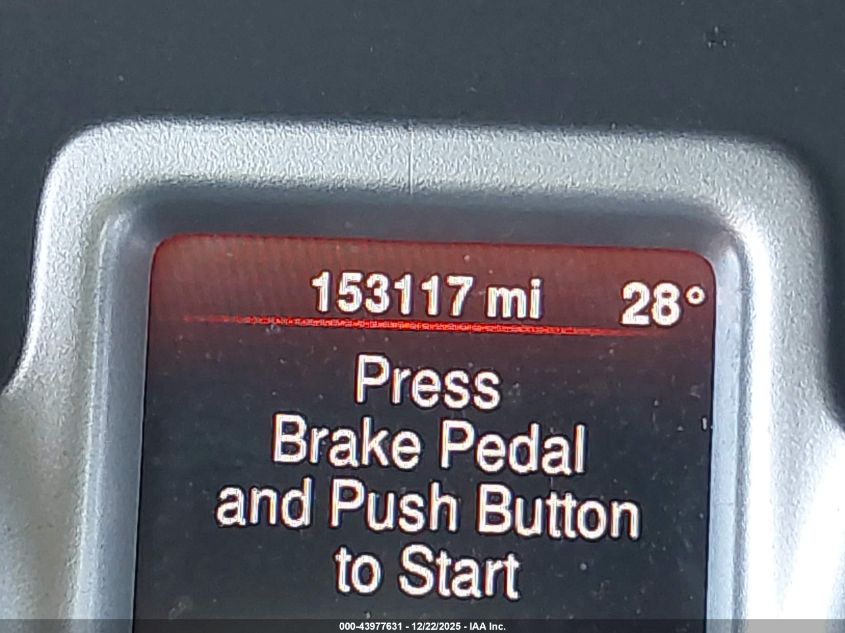 153117 mi 28°
Press
Brake Pedal
and Push Button
to Start
000-43977631 - 12/22/2025 - IAA Inc.